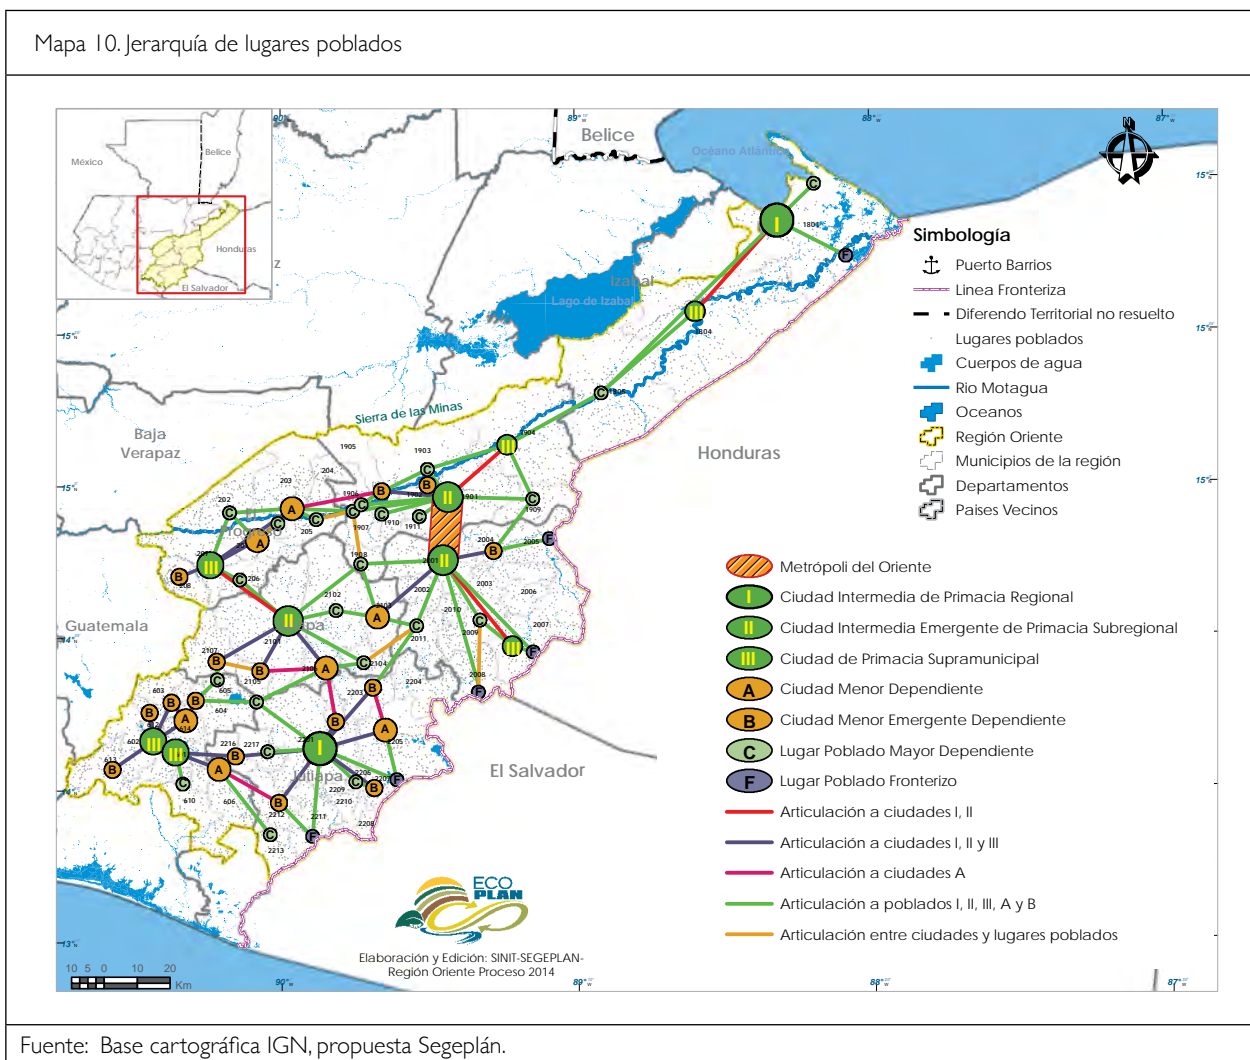 Mapa 10. Jerarquía de lugares poblados
México
Belice
Honduras
El Salvador
Belice
Océano Atlántico
Izabal
Lago de Izabal
Sierra de las Minas
Baja
Verapaz
Honduras
Guatemala
El Salvador
Jutiapa
Simbología
Puerto Barrios
Linea Fronteriza
Diferendo Territorial no resuelto
Lugares poblados
Cuerpos de agua
Rio Motagua
Oceanos
Región Oriente
Municipios de la región
Departamentos
Paises Vecinos
Metrópoli del Oriente
I Ciudad Intermedia de Primacia Regional
II Ciudad Intermedia Emergente de Primacia Subregional
III Ciudad de Primacia Supramunicipal
A Ciudad Menor Dependiente
B Ciudad Menor Emergente Dependiente
C Lugar Poblado Mayor Dependiente
F Lugar Poblado Fronterizo
Articulación a ciudades I, II
Articulación a ciudades I, II y III
Articulación a ciudades A
Articulación a poblados I, II, III, A y B
Articulación entre ciudades y lugares poblados
ECO
PLAN
Elaboración y Edición: SINIT-SEGEPLAN-
Región Oriente Proceso 2014
10 5 0 10 20
Km
Fuente: Base cartográfica IGN, propuesta Segeplán.